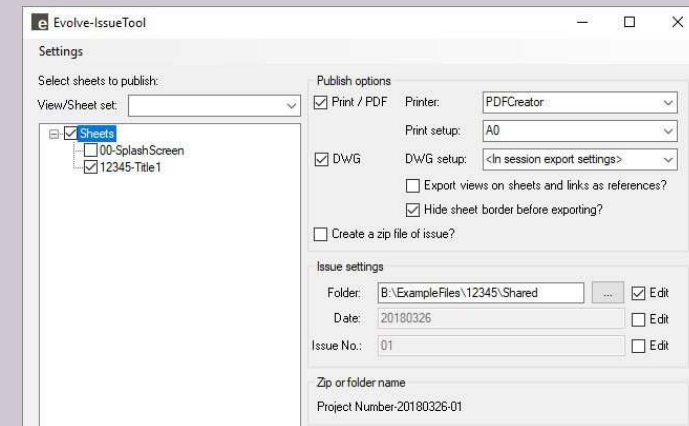 e Evolve-IssueTool
Settings
Select sheets to publish:
View/Sheet set:
Sheets
00-SplashScreen
12345-Title1
Publish options
Print / PDF Printer: PDFCreator
Print setup: A0
DWG DWG setup: <In session export settings>
Export views on sheets and links as references?
Hide sheet border before exporting?
Create a zip file of issue?
Issue settings
Folder: B:\ExampleFiles\12345\Shared ... Edit
Date: 20180326 Edit
Issue No.: 01 Edit
Zip or folder name
Project Number-20180326-01